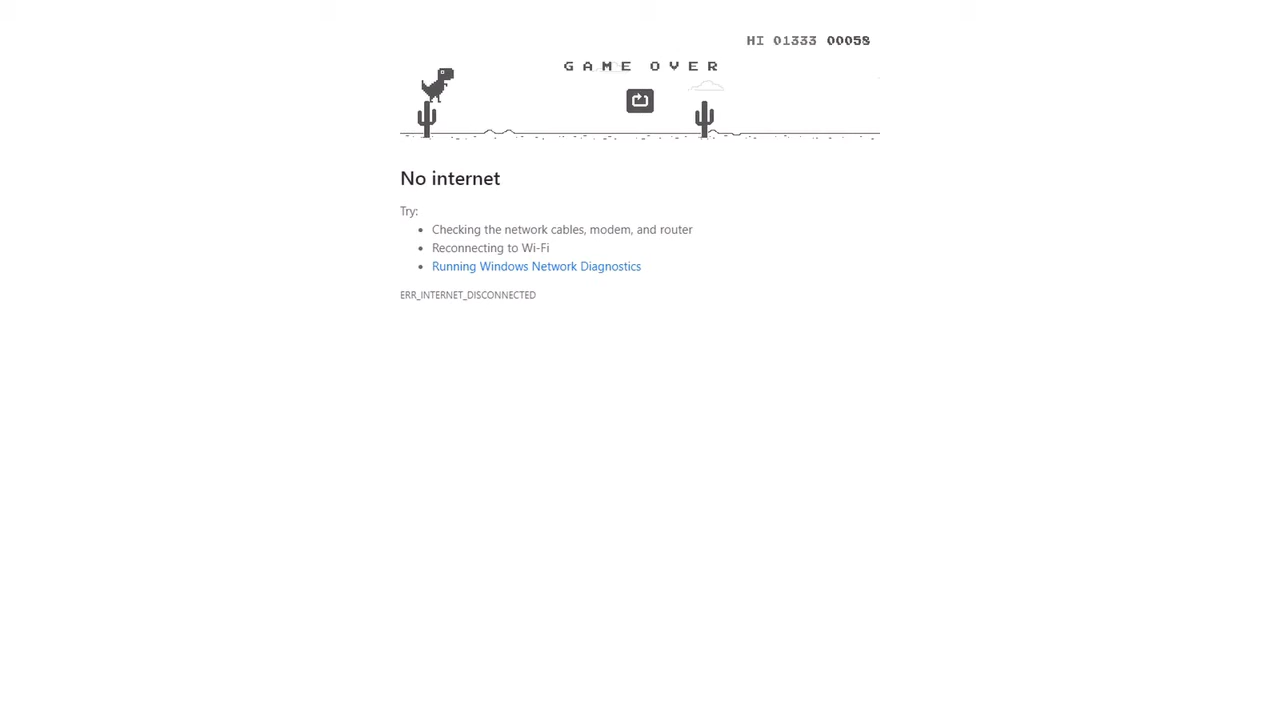 HI 01333 00058
GAME OVER
No internet
Try:
Checking the network cables, modem, and router
Reconnecting to Wi-Fi
Running Windows Network Diagnostics
ERR_INTERNET_DISCONNECTED